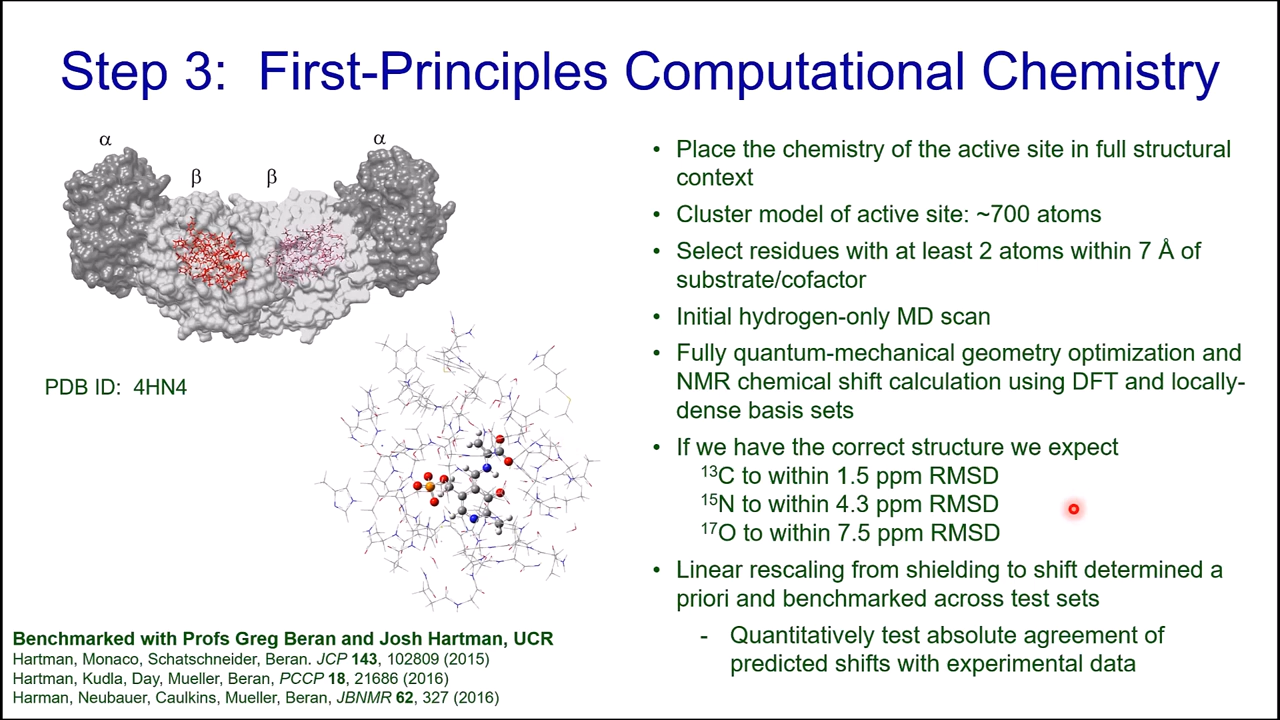 Step 3:  First-Principles Computational Chemistry
α
α
β
β
PDB ID:  4HN4
• Place the chemistry of the active site in full structural
context
• Cluster model of active site: ~700 atoms
• Select residues with at least 2 atoms within 7 Å of
substrate/cofactor
• Initial hydrogen-only MD scan
• Fully quantum-mechanical geometry optimization and
NMR chemical shift calculation using DFT and locally-
dense basis sets
• If we have the correct structure we expect
¹³C to within 1.5 ppm RMSD
¹⁵N to within 4.3 ppm RMSD
¹⁷O to within 7.5 ppm RMSD
• Linear rescaling from shielding to shift determined a
priori and benchmarked across test sets
- Quantitatively test absolute agreement of
predicted shifts with experimental data
Benchmarked with Profs Greg Beran and Josh Hartman, UCR
Hartman, Monaco, Schatschneider, Beran. JCP 143, 102809 (2015)
Hartman, Kudla, Day, Mueller, Beran, PCCP 18, 21686 (2016)
Harman, Neubauer, Caulkins, Mueller, Beran, JBNMR 62, 327 (2016)